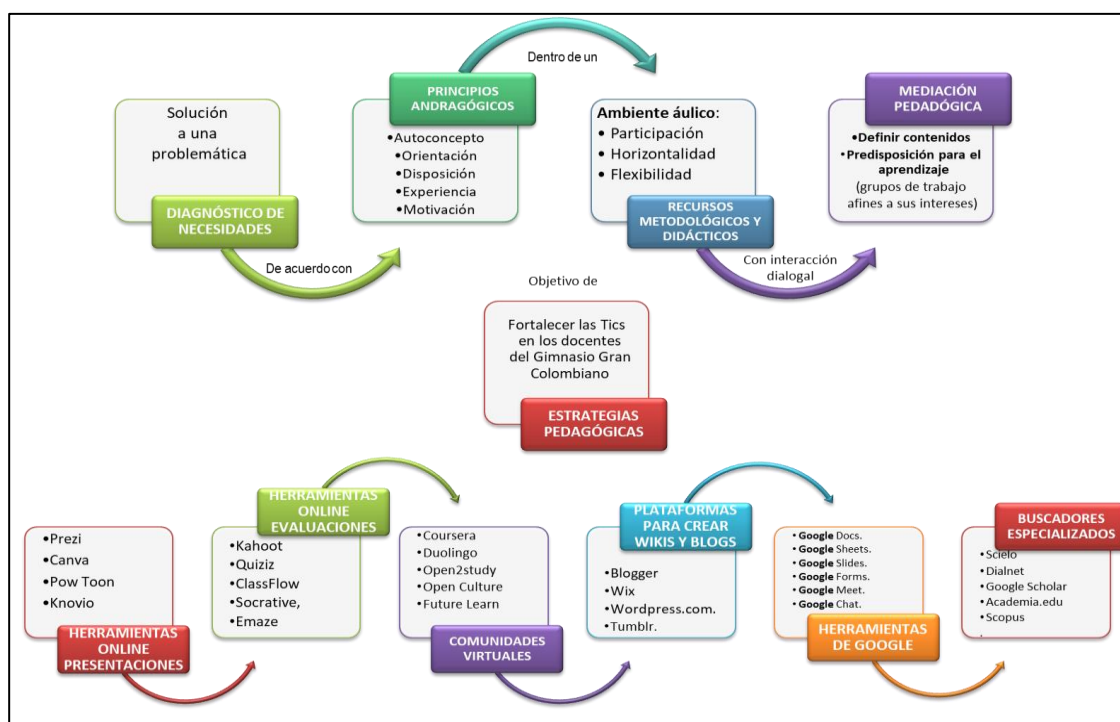 Dentro de un
PRINCIPIOS
ANDRAGÓGICOS
MEDIACIÓN
PEDADÓGICA
Solución
a una
problemática
DIAGNÓSTICO DE
NECESIDADES
De acuerdo con
•Autoconcepto
•Orientación
•Disposición
•Experiencia
•Motivación
Ambiente áulico:
• Participación
• Horizontalidad
• Flexibilidad
RECURSOS
METODOLÓGICOS Y
DIDÁCTICOS
Con interacción
dialogal
•Definir contenidos
•Predisposición para el
aprendizaje
(grupos de trabajo
afines a sus intereses)
Objetivo de
Fortalecer las Tics
en los docentes
del Gimnasio Gran
Colombiano
ESTRATEGIAS
PEDAGÓGICAS
•Prezi
•Canva
•Pow Toon
•Knovio
HERRAMIENTAS
ONLINE
PRESENTACIONES
HERRAMIENTAS
ONLINE
EVALUACIONES
•Kahoot
•Quiziz
•ClassFlow
•Socrative,
•Emaze
•Coursera
•Duolingo
•Open2study
•Open Culture
•Future Learn
COMUNIDADES
VIRTUALES
PLATAFORMAS
PARA CREAR
WIKIS Y BLOGS
•Blogger
•Wix
•Wordpress.com.
•Tumblr.
• Google Docs.
• Google Sheets.
• Google Slides.
• Google Forms.
• Google Meet.
• Google Chat.
HERRAMIENTAS
DE GOOGLE
BUSCADORES
ESPECIALIZADOS
•Scielo
•Dialnet
•Google Scholar
•Academia.edu
•Scopus
.